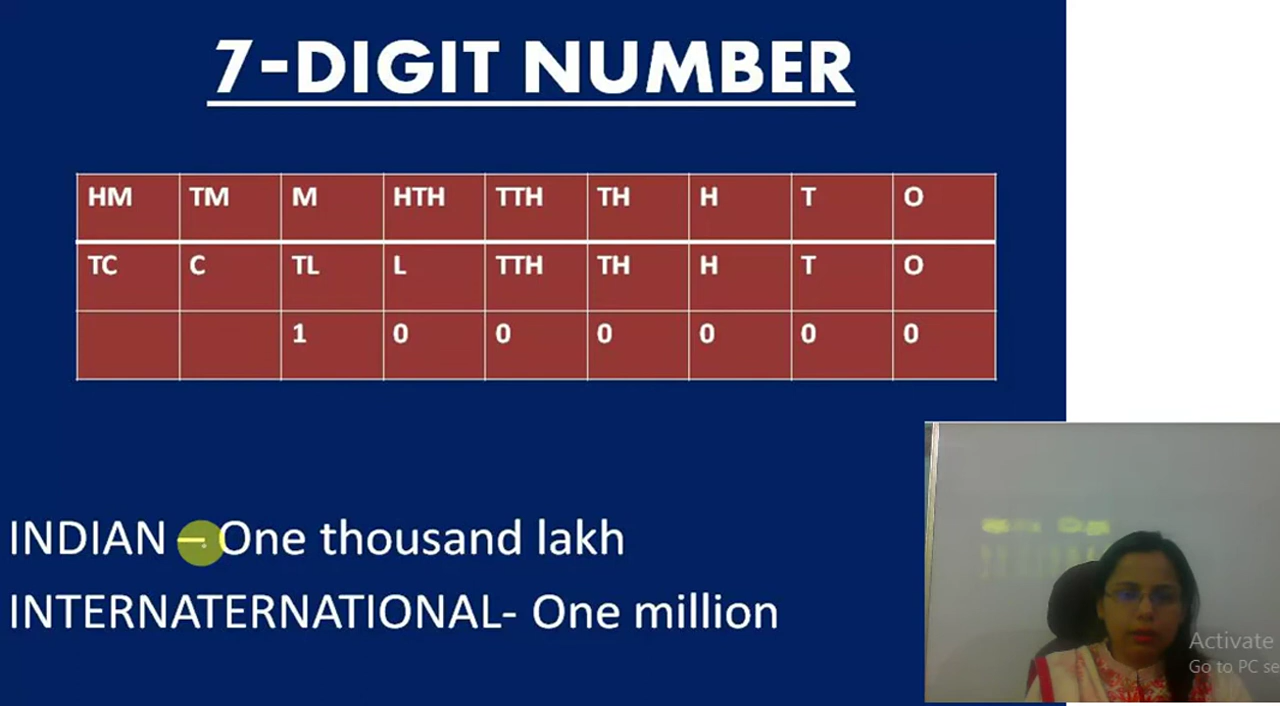 7-DIGIT NUMBER
HM TM M HTH TTH TH H T O
TC C TL L TTH TH H T O
1 0 0 0 0 0 0
INDIAN – One thousand lakh
INTERNATERNATIONAL- One million
Activate
Go to PC se